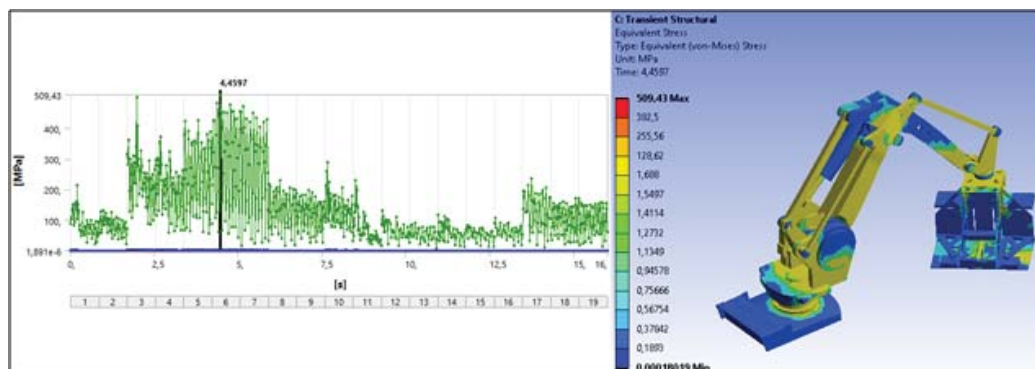 4,4597
509,43
400,
300,
200,
100,
1,891e-6
[MPa]
0,
2,5
5,
7,5
10,
12,5
15,
16,
[s]
1 2 3 4 5 6 7 8 9 10 11 12 13 14 15 16 17 18 19
C: Transient Structural
Equivalent Stress
Type: Equivalent (von-Mises) Stress
Unit: MPa
Time: 4,4597
509,43 Max
382,5
255,56
128,62
1,688
1,5497
1,4114
1,2732
1,1349
0,94578
0,75666
0,56754
0,37842
0,1893
0,00018019 Min